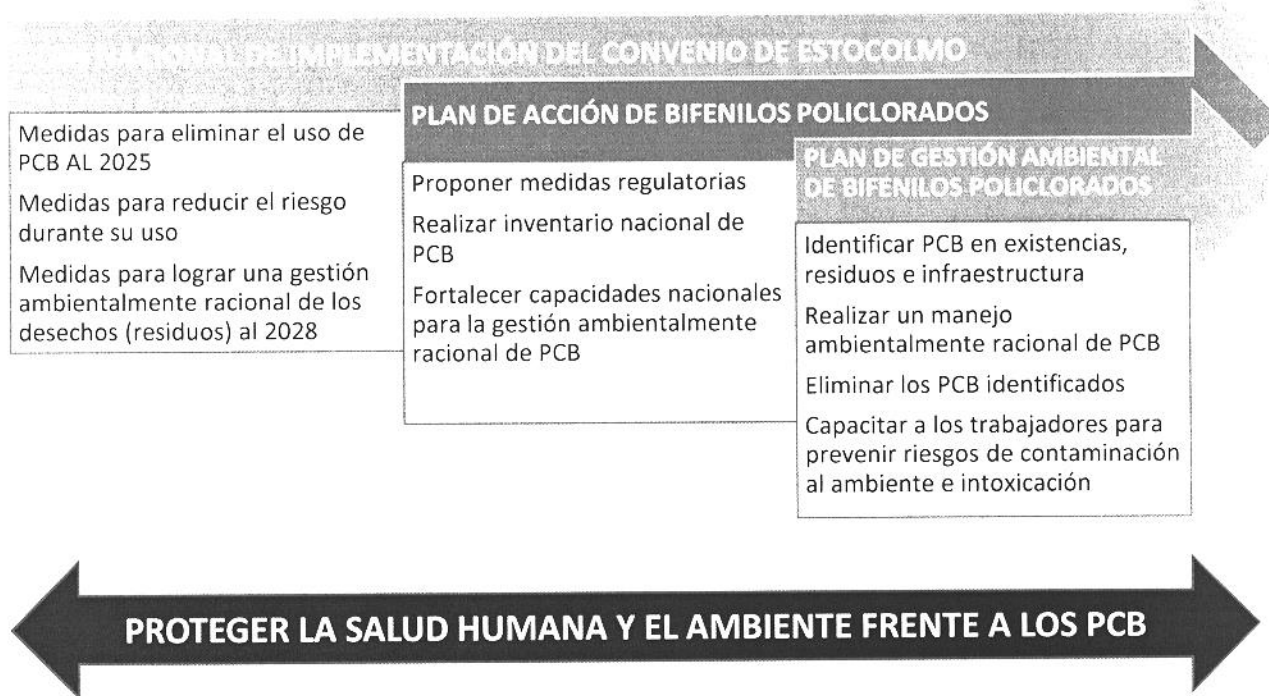 NACIONAL DE IMPLEMENTACIÓN DEL CONVENIO DE ESTOCOLMO
Medidas para eliminar el uso de
PCB AL 2025
Medidas para reducir el riesgo
durante su uso
Medidas para lograr una gestión
ambientalmente racional de los
desechos (residuos) al 2028
PLAN DE ACCIÓN DE BIFENILOS POLICLORADOS
Proponer medidas regulatorias
Realizar inventario nacional de
PCB
Fortalecer capacidades nacionales
para la gestión ambientalmente
racional de PCB
PLAN DE GESTIÓN AMBIENTAL
DE BIFENILOS POLICLORADOS
Identificar PCB en existencias,
residuos e infraestructura
Realizar un manejo
ambientalmente racional de PCB
Eliminar los PCB identificados
Capacitar a los trabajadores para
prevenir riesgos de contaminación
al ambiente e intoxicación
PROTEGER LA SALUD HUMANA Y EL AMBIENTE FRENTE A LOS PCB